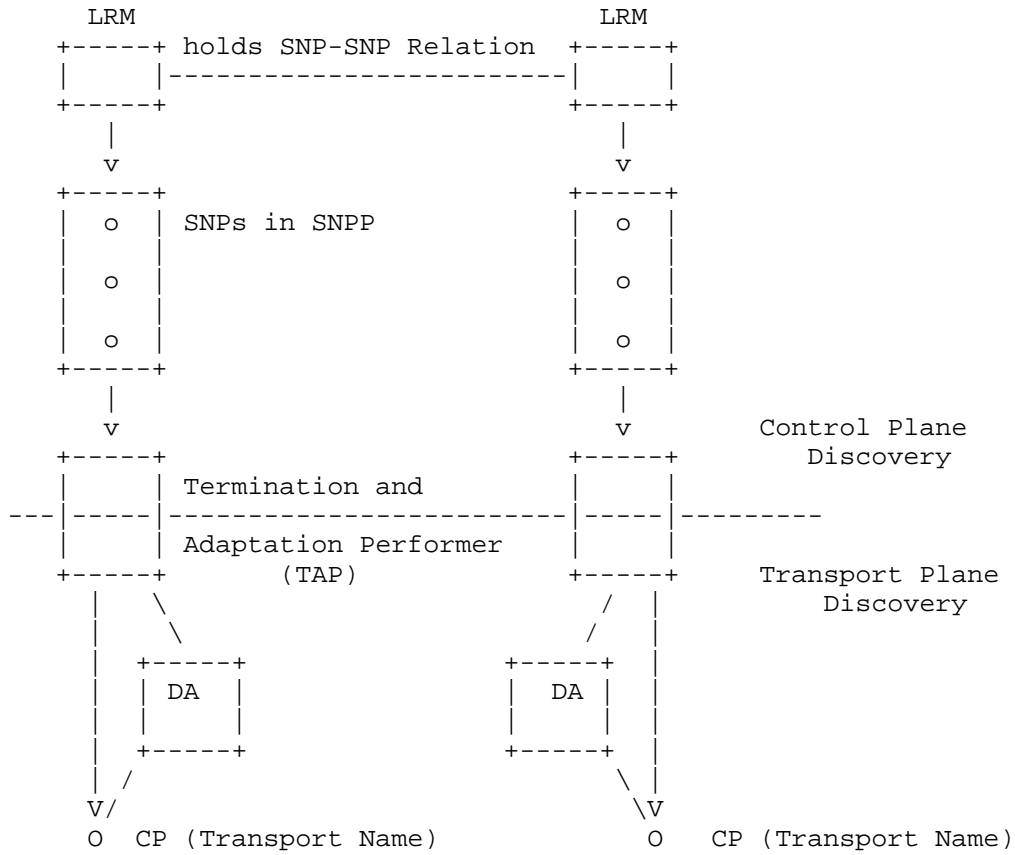 LRM LRM
holds SNP-SNP Relation
v v
o SNPs in SNPP o
o o
o o
v v Control Plane
Discovery
Termination and
Adaptation Performer
(TAP) Transport Plane
Discovery
DA DA
V V
O CP (Transport Name) O CP (Transport Name)